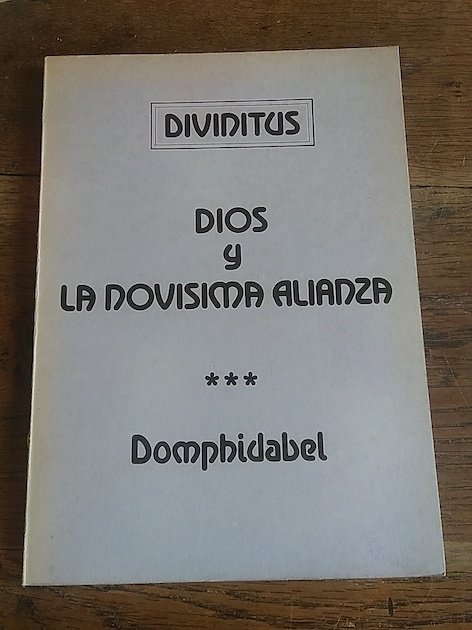 DIVINITUS
DIOS
y
LA NOVISIMA ALIANZA
***
Domphidabel